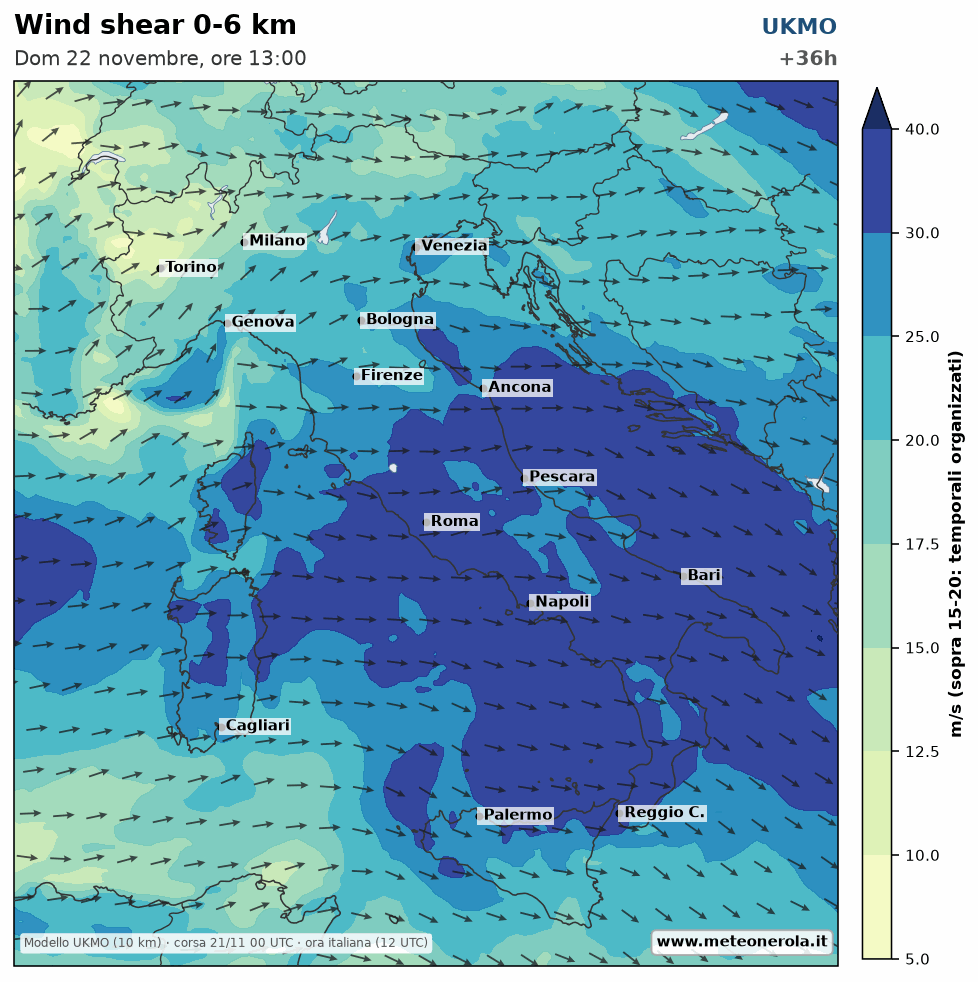 Wind shear 0-6 km
UKMO
Dom 22 novembre, ore 13:00
+36h
Milano
Venezia
Torino
Genova
Bologna
Firenze
Ancona
Pescara
Roma
Bari
Napoli
Cagliari
Palermo
Reggio C.
Modello UKMO (10 km) · corsa 21/11 00 UTC · ora italiana (12 UTC)
www.meteonerola.it
40.0
30.0
25.0
20.0
17.5
15.0
12.5
10.0
5.0
m/s (sopra 15-20: temporali organizzati)